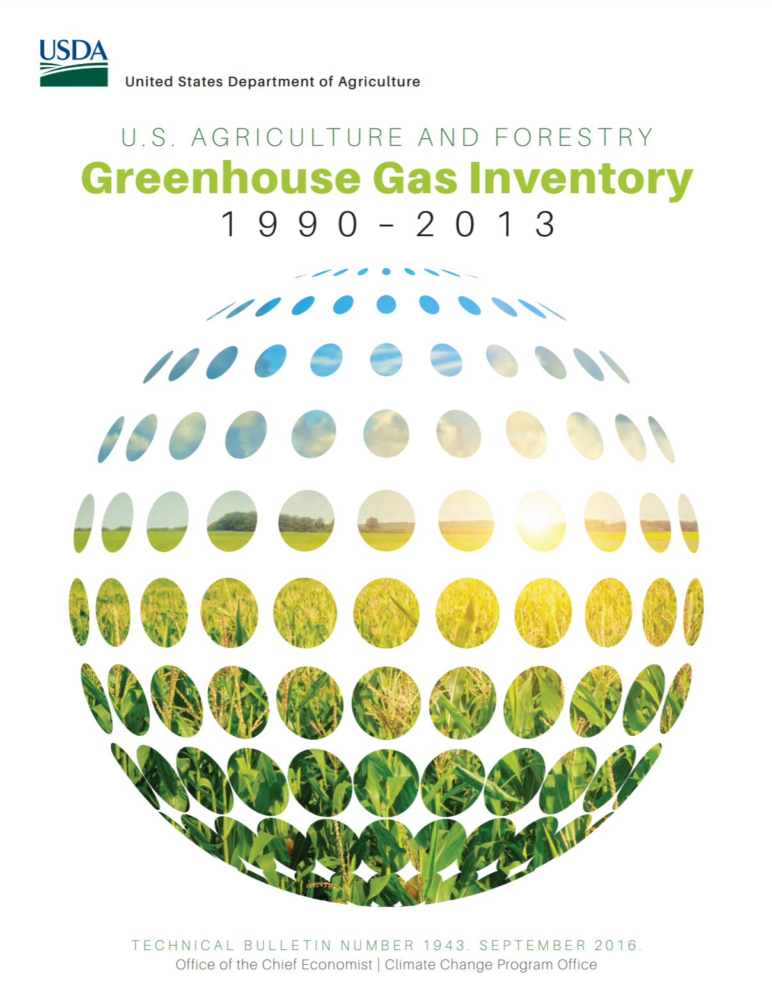 USDA
United States Department of Agriculture
U.S. AGRICULTURE AND FORESTRY
Greenhouse Gas Inventory
1990–2013
TECHNICAL BULLETIN NUMBER 1943. SEPTEMBER 2016.
Office of the Chief Economist | Climate Change Program Office